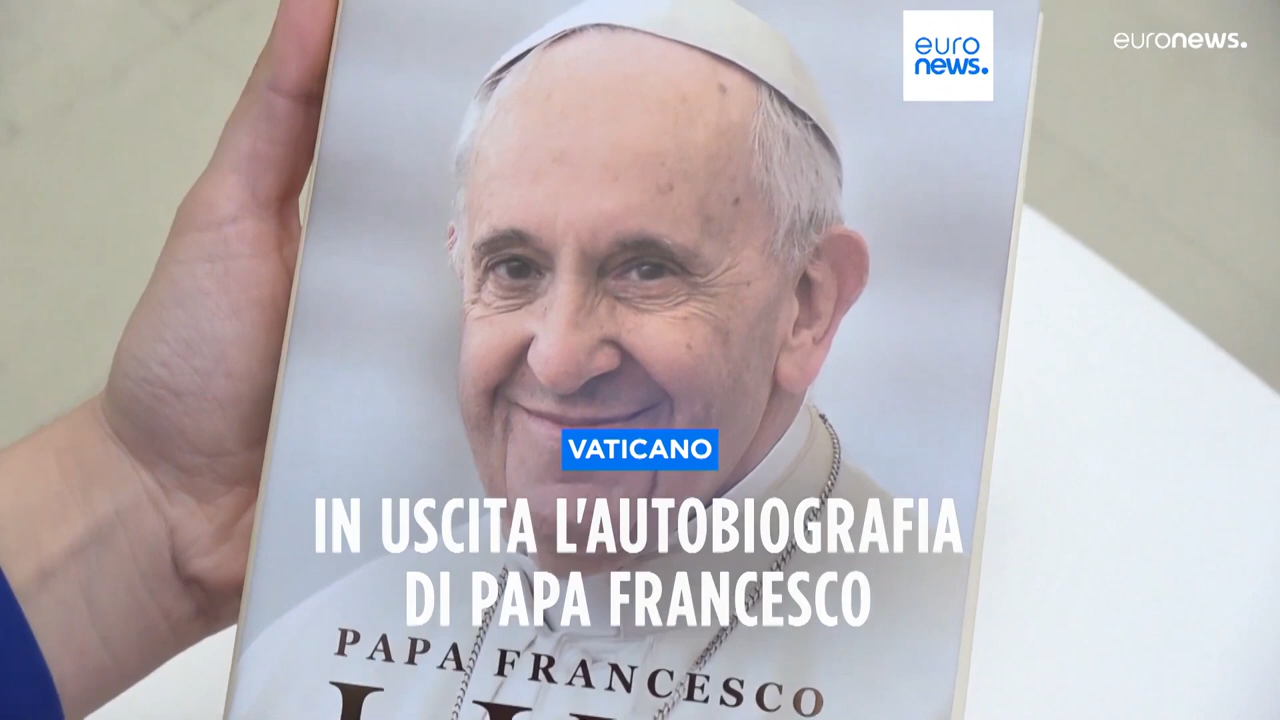 euro
news.
euronews.
VATICANO
IN USCITA L'AUTOBIOGRAFIA
DI PAPA FRANCESCO
PAPA FRANCESCO